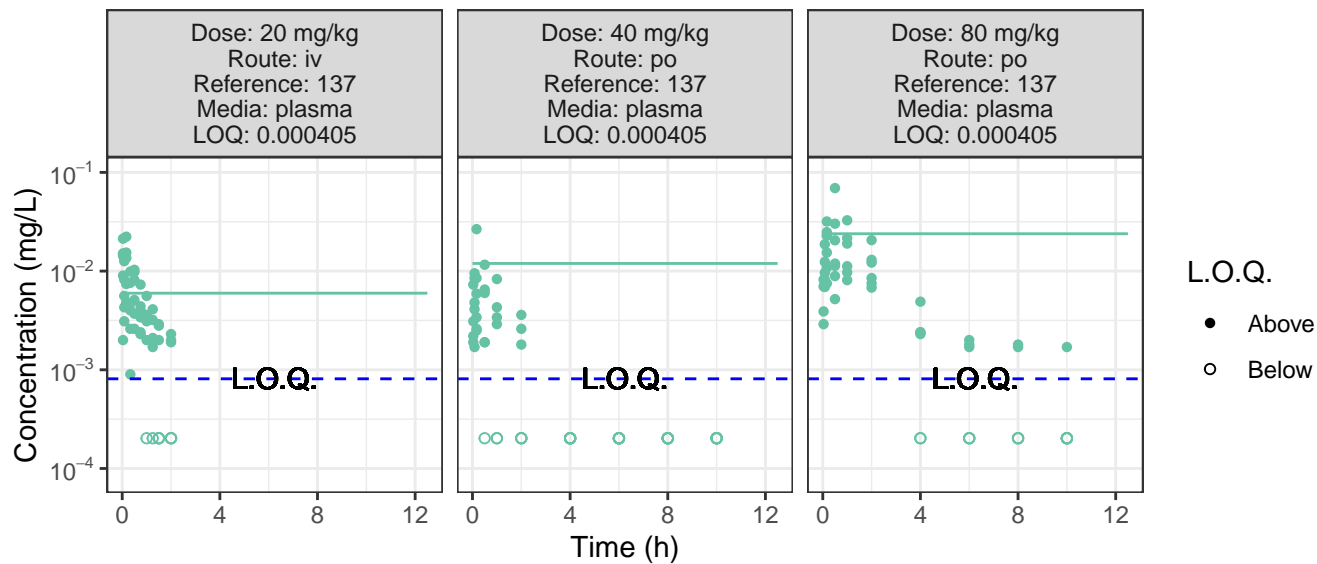 Dose: 20 mg/kg
Route: iv
Reference: 137
Media: plasma
LOQ: 0.000405
Dose: 40 mg/kg
Route: po
Reference: 137
Media: plasma
LOQ: 0.000405
Dose: 80 mg/kg
Route: po
Reference: 137
Media: plasma
LOQ: 0.000405
Concentration (mg/L)
10⁻¹
10⁻²
10⁻³
10⁻⁴
L.O.Q.
L.O.Q.
L.O.Q.
0 4 8 12
0 4 8 12
0 4 8 12
Time (h)
L.O.Q.
Above
Below